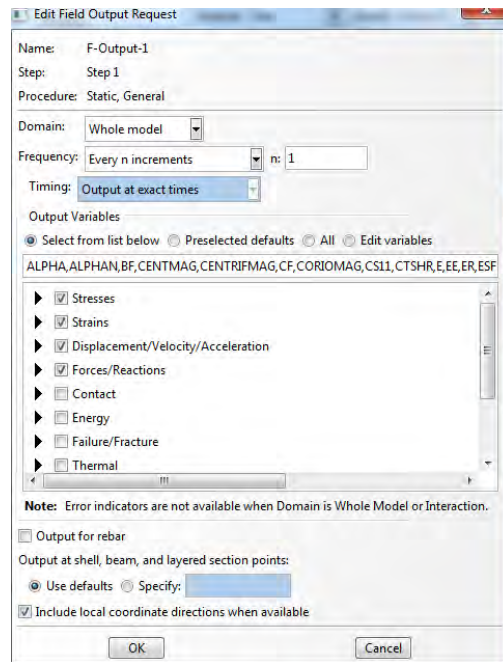 Edit Field Output Request
Name: F-Output-1
Step: Step 1
Procedure: Static, General
Domain: Whole model
Frequency: Every n increments n: 1
Timing: Output at exact times
Output Variables
Select from list below Preselected defaults All Edit variables
ALPHA,ALPHAN,BF,CENTMAG,CENTRIFMAG,CF,CORIOMAG,CS11,CTSHR,E,EE,ER,ESF
Stresses
Strains
Displacement/Velocity/Acceleration
Forces/Reactions
Contact
Energy
Failure/Fracture
Thermal
Note: Error indicators are not available when Domain is Whole Model or Interaction.
Output for rebar
Output at shell, beam, and layered section points:
Use defaults Specify:
Include local coordinate directions when available
OK Cancel